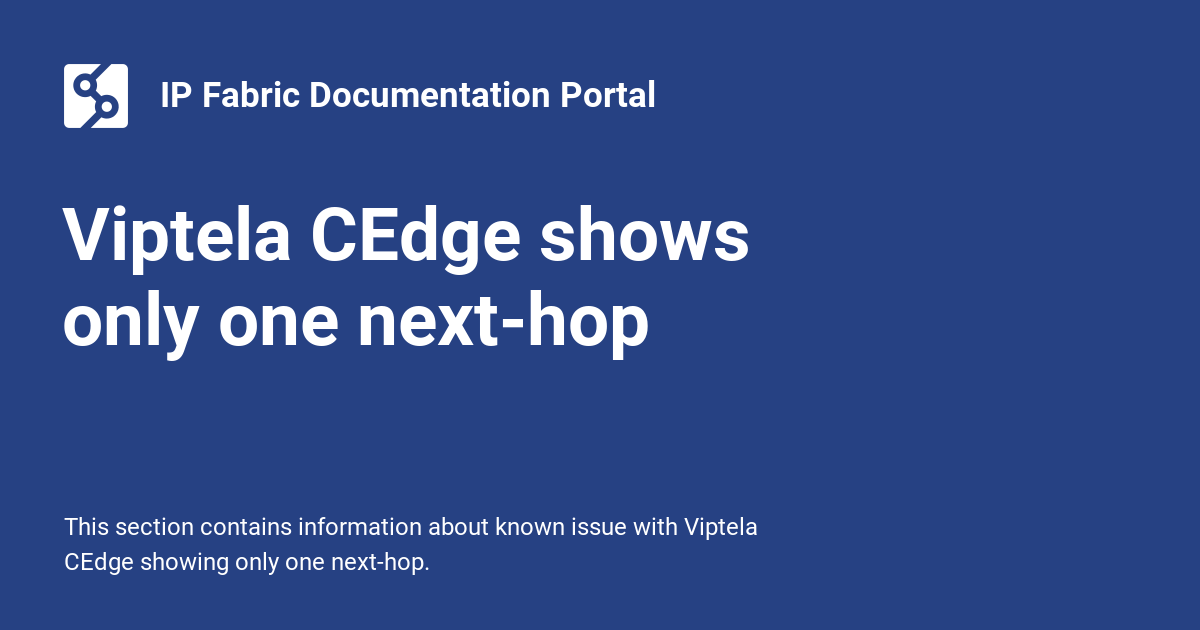 IP Fabric Documentation Portal
Viptela CEdge shows
only one next-hop
This section contains information about known issue with Viptela
CEdge showing only one next-hop.